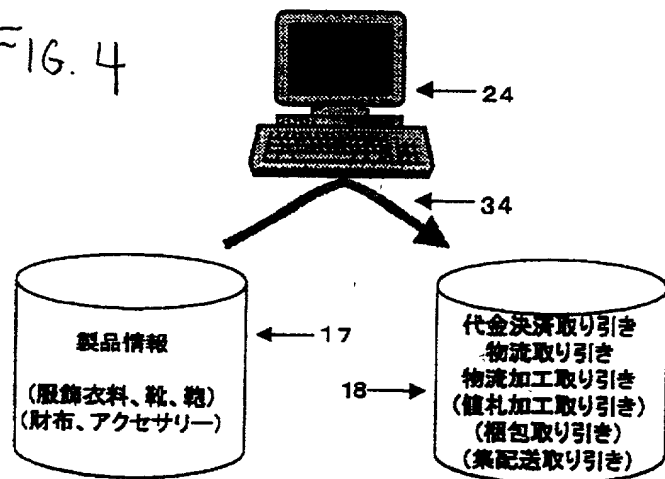 FIG. 4
24
34
製品情報
(服飾衣料、靴、鞄)
(財布、アクセサリー)
17
18
代金決済取り引き
物流取り引き
物流加工取り引き
(値札加工取り引き)
(梱包取り引き)
(集配送取り引き)